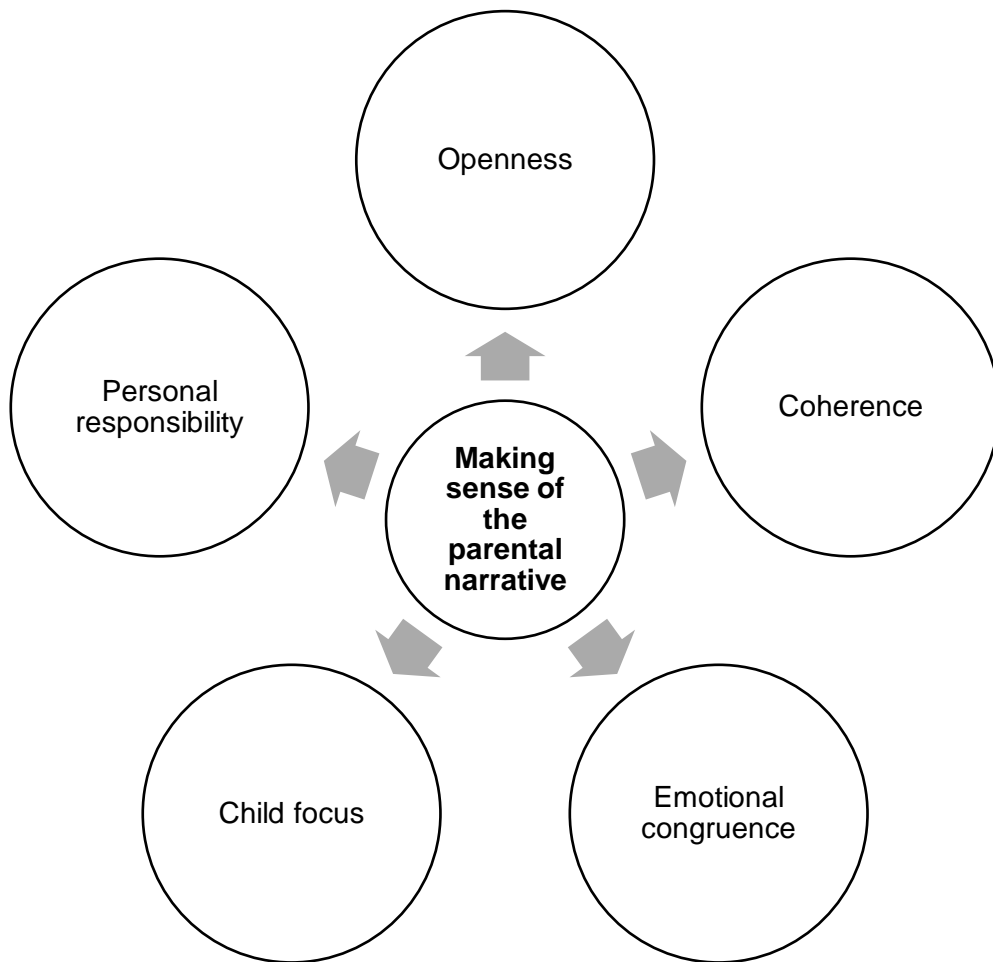 Openness
Personal
responsibility
Coherence
Making
sense of
the
parental
narrative
Child focus
Emotional
congruence